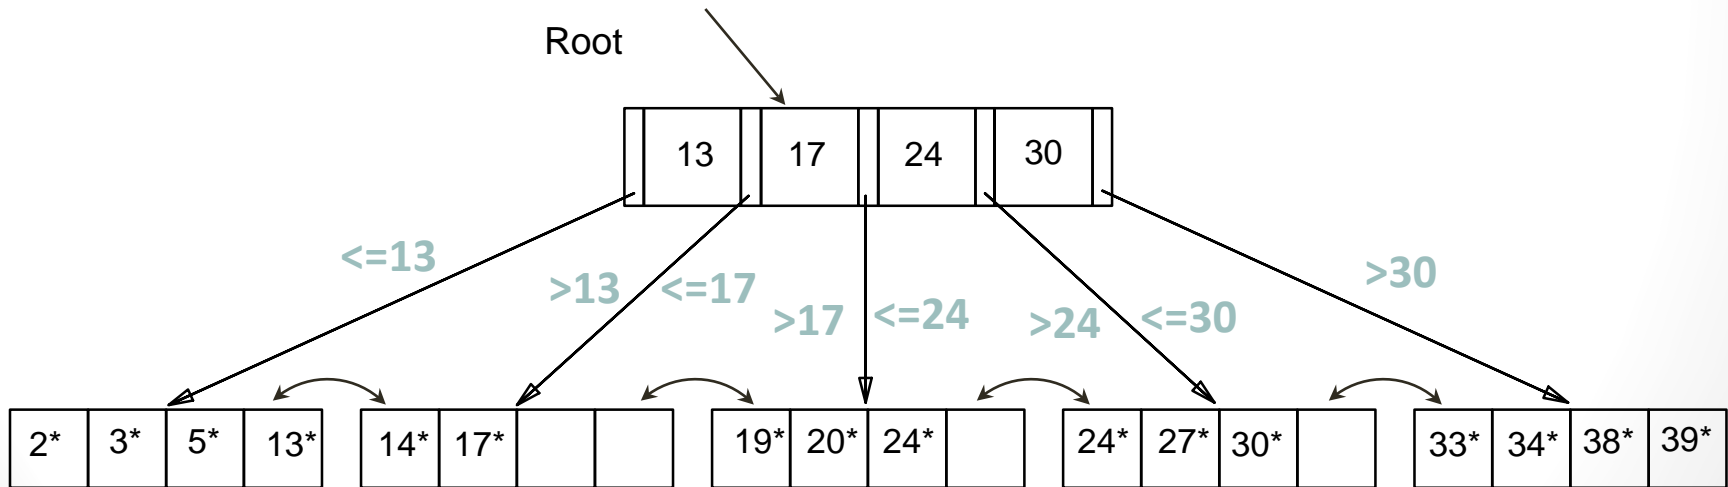 Root
13 17 24 30
<=13
>13 <=17
>17 <=24
>24 <=30
>30
2* 3* 5* 13*
14* 17*
19* 20* 24*
24* 27* 30*
33* 34* 38* 39*